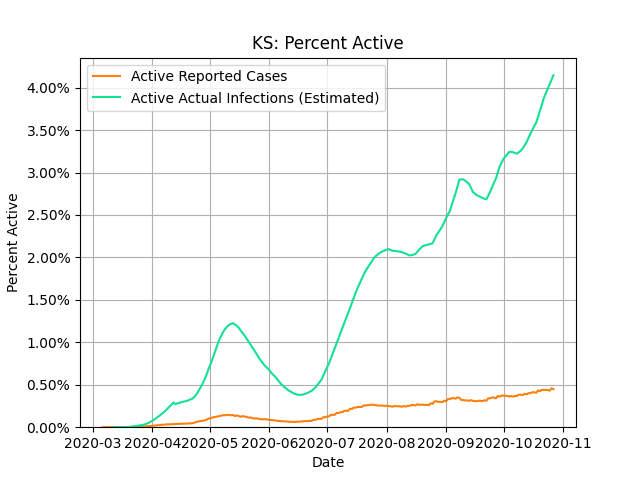 KS: Percent Active
Active Reported Cases
Active Actual Infections (Estimated)
Percent Active
4.00%
3.50%
3.00%
2.50%
2.00%
1.50%
1.00%
0.50%
0.00%
2020-03 2020-04 2020-05 2020-06 2020-07 2020-08 2020-09 2020-10 2020-11
Date